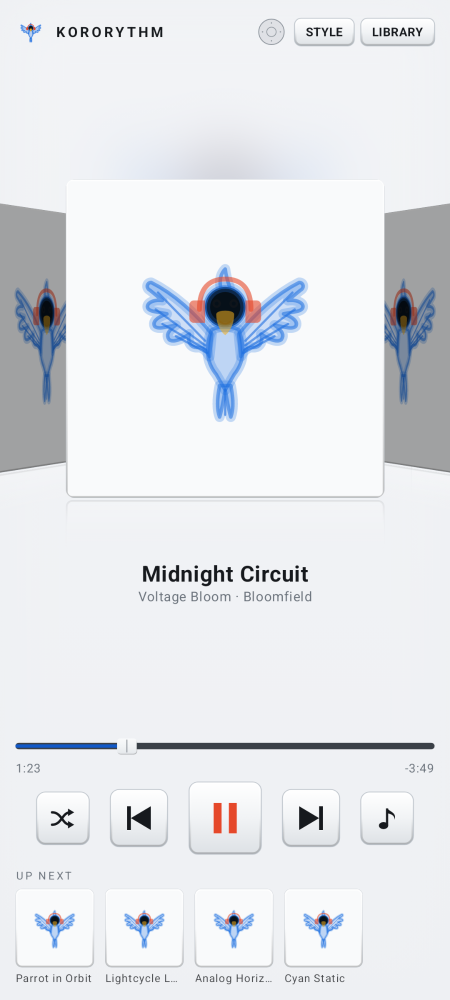 KORORYTHM
STYLE
LIBRARY
Midnight Circuit
Voltage Bloom · Bloomfield
1:23
-3:49
UP NEXT
Parrot in Orbit
Lightcycle L...
Analog Horiz...
Cyan Static